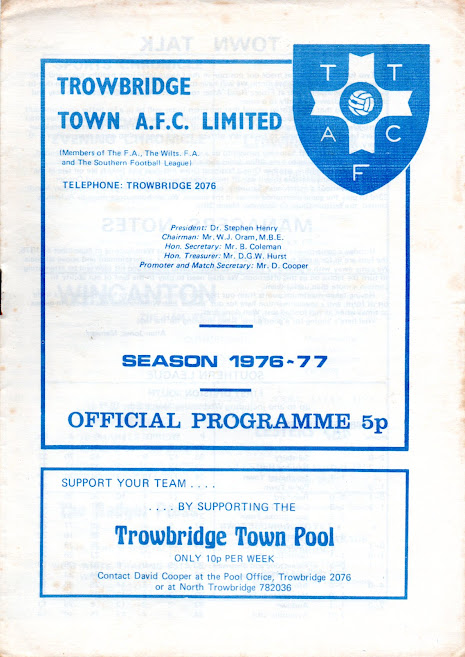 TROWBRIDGE
TOWN A.F.C. LIMITED
T T
A C
F
(Members of The F.A., The Wilts. F.A.
and The Southern Football League)
TELEPHONE: TROWBRIDGE 2076
President: Dr. Stephen Henry
Chairman: Mr. W.J. Oram, M.B.E.
Hon. Secretary: Mr. B. Coleman
Hon. Treasurer: Mr. D.G.W. Hurst
Promoter and Match Secretary: Mr. D. Cooper
SEASON 1976-77
OFFICIAL PROGRAMME 5p
SUPPORT YOUR TEAM . . . .
. . . . BY SUPPORTING THE
Trowbridge Town Pool
ONLY 10p PER WEEK
Contact David Cooper at the Pool Office, Trowbridge 2076
or at North Trowbridge 782036